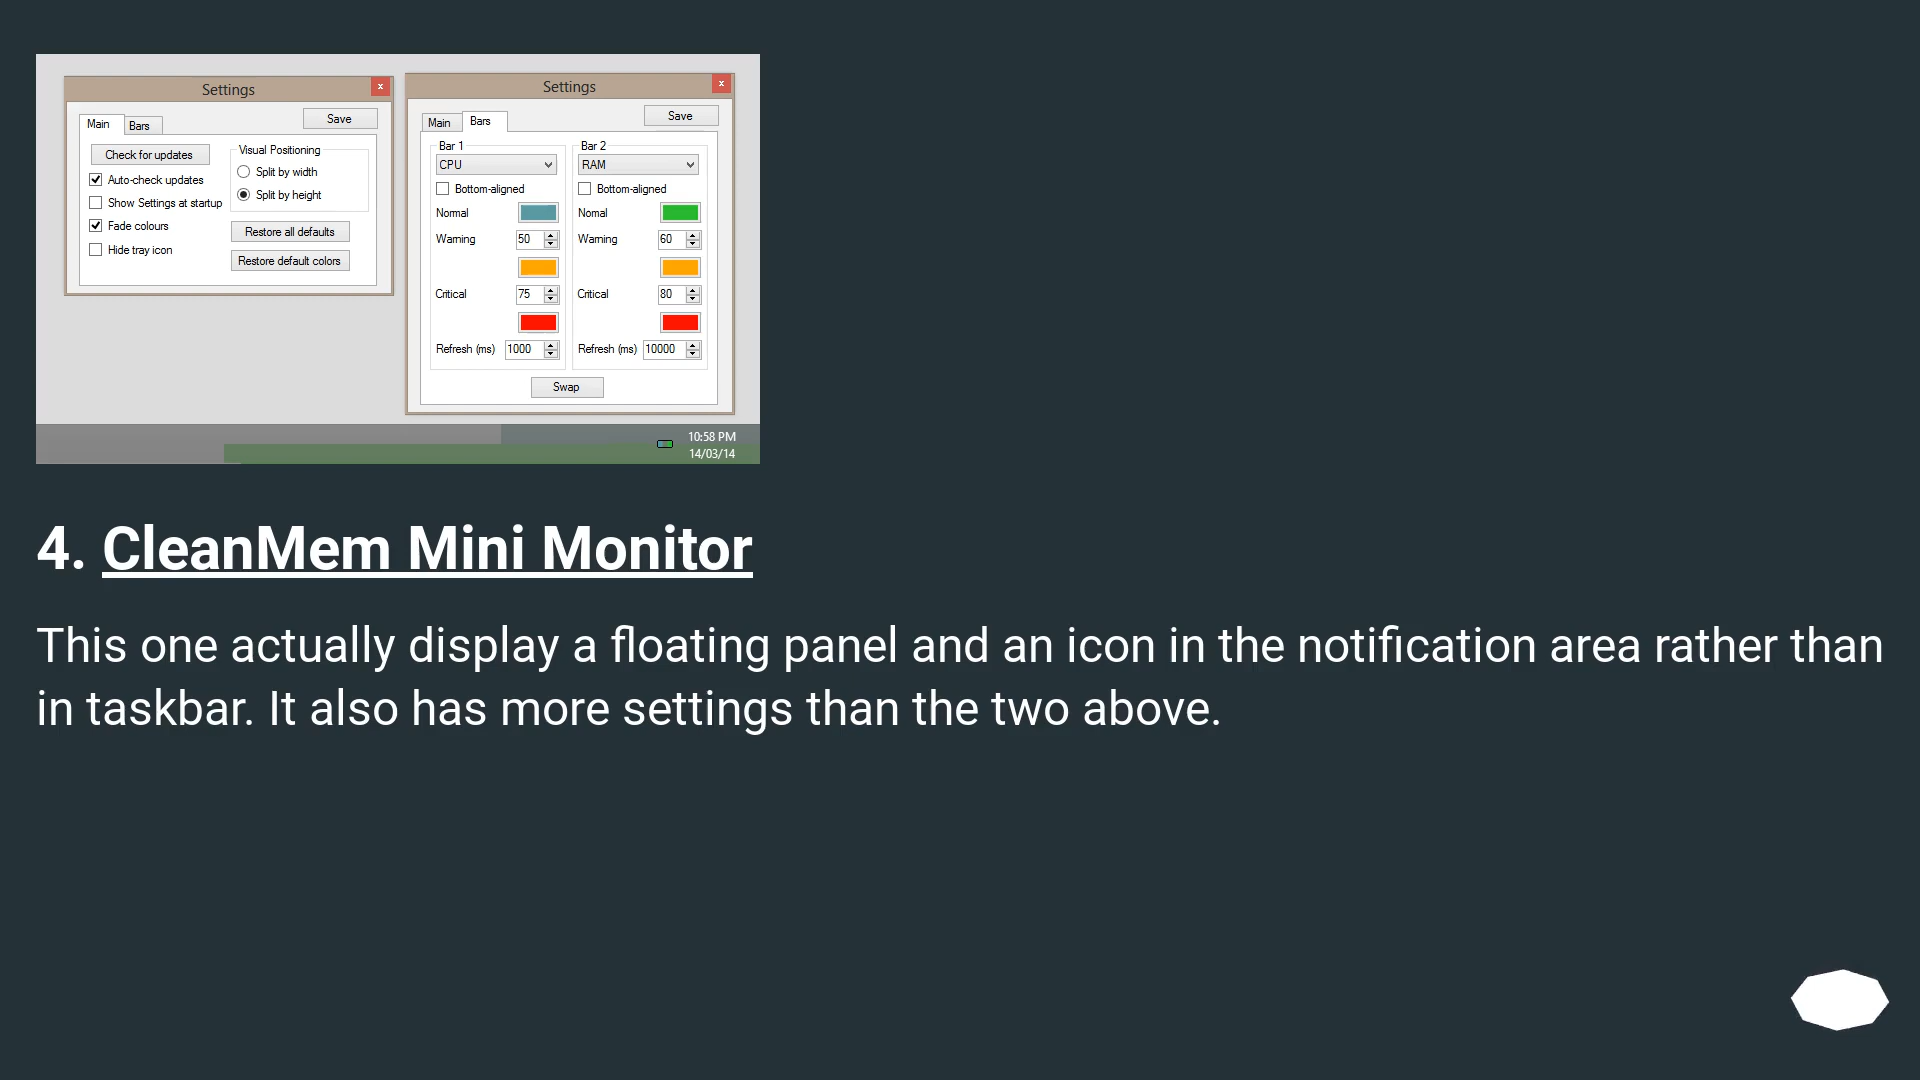 Settings
x
Save
Main
Bars
Check for updates
Auto-check updates
Show Settings at startup
Fade colours
Hide tray icon
Visual Positioning
Split by width
Split by height
Restore all defaults
Restore default colors
Settings
x
Save
Main
Bars
Bar 1
CPU
Bottom-aligned
Normal
Warning
50
Critical
75
Refresh (ms)
1000
Bar 2
RAM
Bottom-aligned
Nomal
Warning
60
Critical
80
Refresh (ms)
10000
Swap
10:58 PM
14/03/14
4. CleanMem Mini Monitor
This one actually display a floating panel and an icon in the notification area rather than
in taskbar. It also has more settings than the two above.